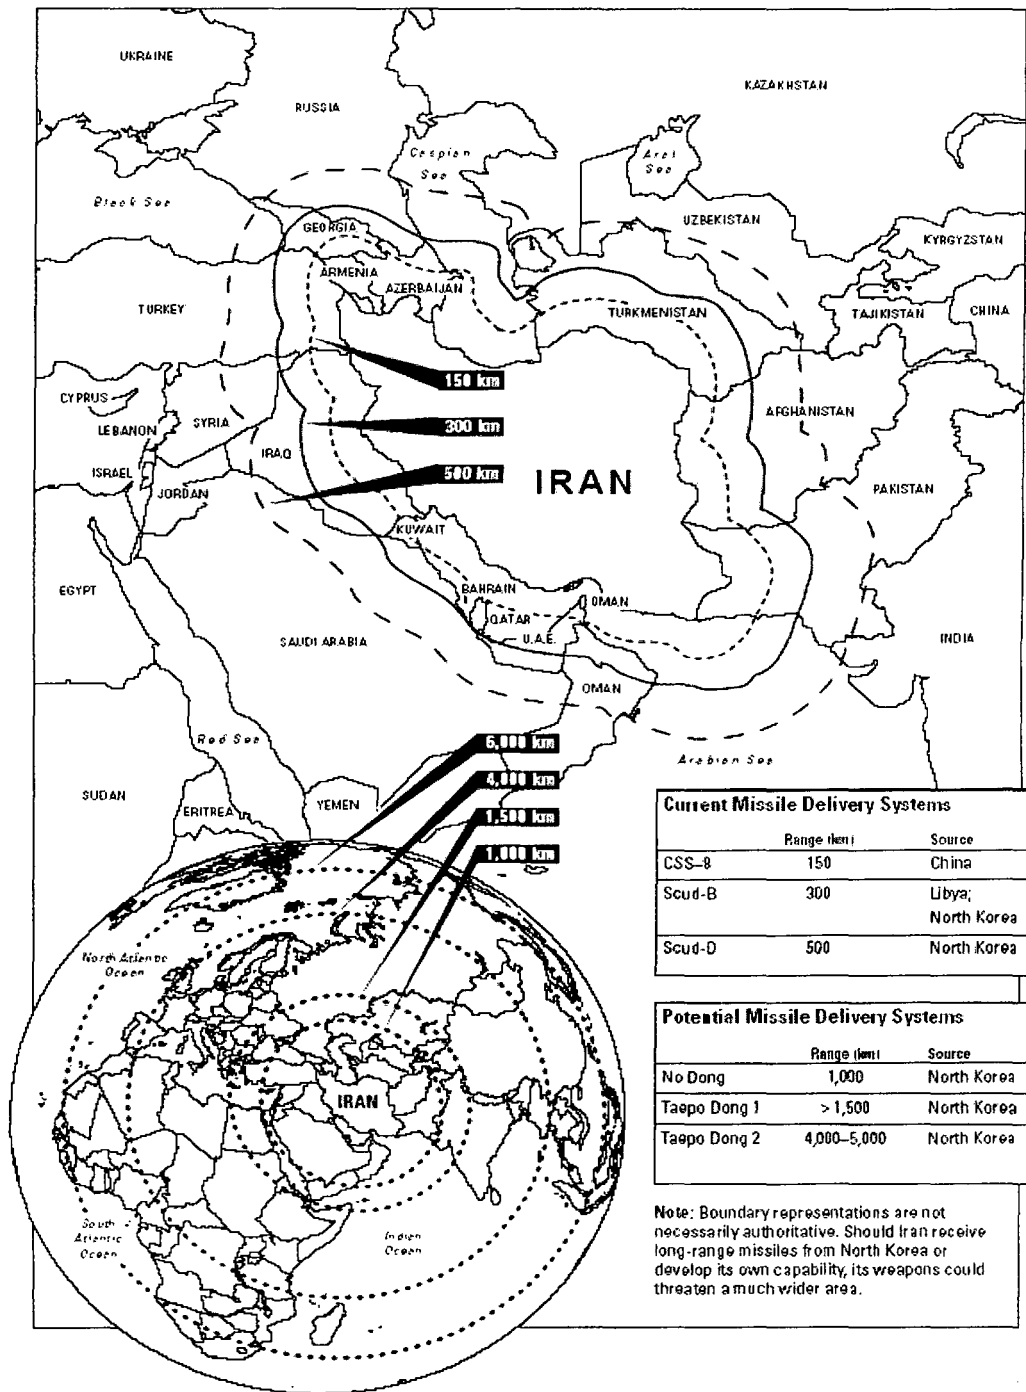 UKRAINE
KAZAKHSTAN
RUSSIA
Caspian
Sea
Aral
Sea
Black Sea
UZBEKISTAN
GEORGIA
KYRGYZSTAN
ARMENIA
AZERBAIJAN
TURKEY
TURKMENISTAN
TAJIKISTAN
CHINA
150 km
CYPRUS
SYRIA
AFGHANISTAN
LEBANON
300 km
IRAQ
ISRAEL
500 km
IRAN
JORDAN
PAKISTAN
KUWAIT
EGYPT
BAHRAIN
OMAN
QATAR
U.A.E.
SAUDI ARABIA
INDIA
OMAN
Red Sea
6,000 km
Arabian Sea
4,000 km
SUDAN
ERITREA
YEMEN
1,500 km
1,000 km
Current Missile Delivery Systems
Range (km) Source
CSS–8 150 China
Scud-B 300 Libya;
North Korea
Scud-D 500 North Korea
North Atlantic
Ocean
IRAN
South
Atlantic
Ocean
Indian
Ocean
Potential Missile Delivery Systems
Range (km) Source
No Dong 1,000 North Korea
Taepo Dong 1 > 1,500 North Korea
Taepo Dong 2 4,000–5,000 North Korea
Note: Boundary representations are not
necessarily authoritative. Should Iran receive
long-range missiles from North Korea or
develop its own capability, its weapons could
threaten a much wider area.